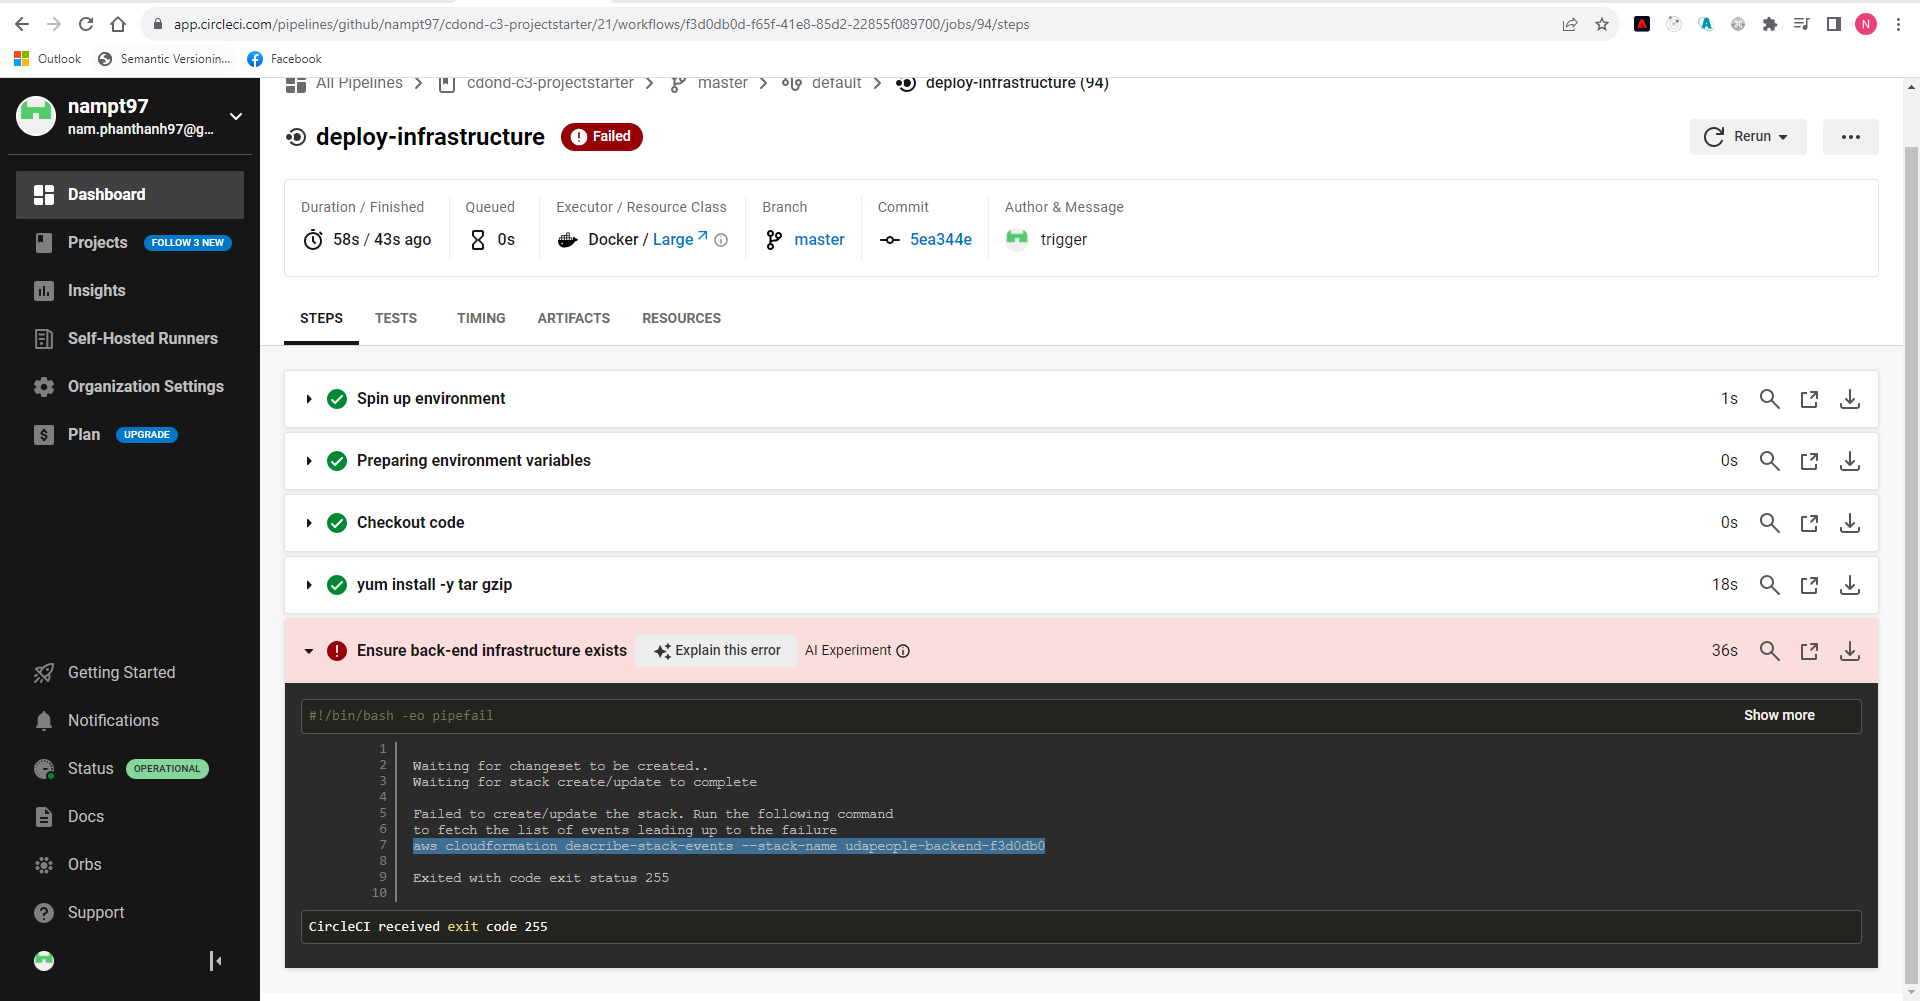 app.circleci.com/pipelines/github/nampt97/cdond-c3-projectstarter/21/workflows/f3d0db0d-f65f-41e8-85d2-22855f089700/jobs/94/steps
N
Outlook
Semantic Versionin...
Facebook
nampt97
nam.phanthanh97@g...
Dashboard
Projects FOLLOW 3 NEW
Insights
Self-Hosted Runners
Organization Settings
Plan UPGRADE
Getting Started
Notifications
Status OPERATIONAL
Docs
Orbs
Support
All Pipelines
cdond-c3-projectstarter
master
default
deploy-infrastructure (94)
deploy-infrastructure
Failed
Rerun
Duration / Finished
58s / 43s ago
Queued
0s
Executor / Resource Class
Docker / Large
Branch
master
Commit
5ea344e
Author & Message
trigger
STEPS
TESTS
TIMING
ARTIFACTS
RESOURCES
Spin up environment 1s
Preparing environment variables 0s
Checkout code 0s
yum install -y tar gzip 18s
Ensure back-end infrastructure exists Explain this error AI Experiment 36s
#!/bin/bash -eo pipefail Show more
1
2 Waiting for changeset to be created..
3 Waiting for stack create/update to complete
4
5 Failed to create/update the stack. Run the following command
6 to fetch the list of events leading up to the failure
7 aws cloudformation describe-stack-events --stack-name udapeople-backend-f3d0db0
8
9 Exited with code exit status 255
10
CircleCI received exit code 255